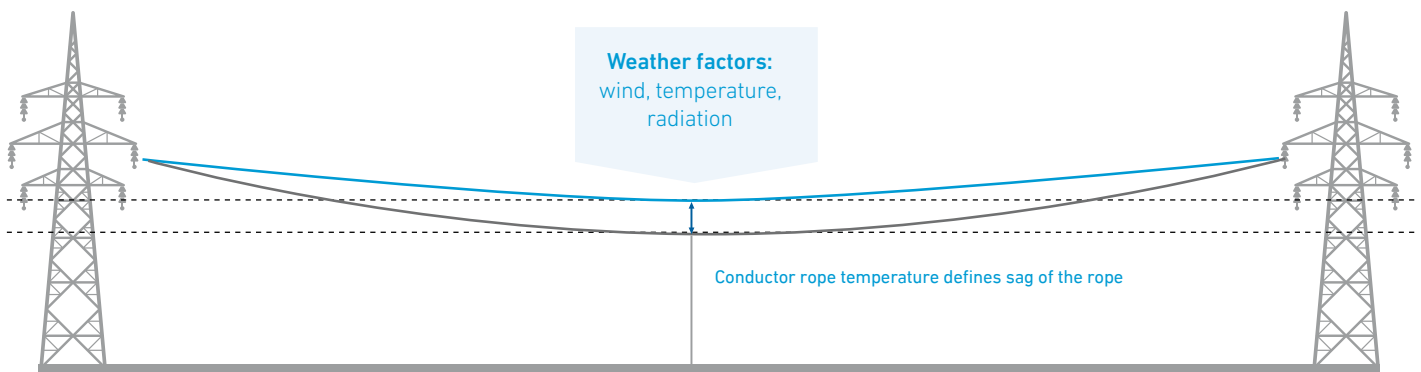 Weather factors:
wind, temperature,
radiation
Conductor rope temperature defines sag of the rope